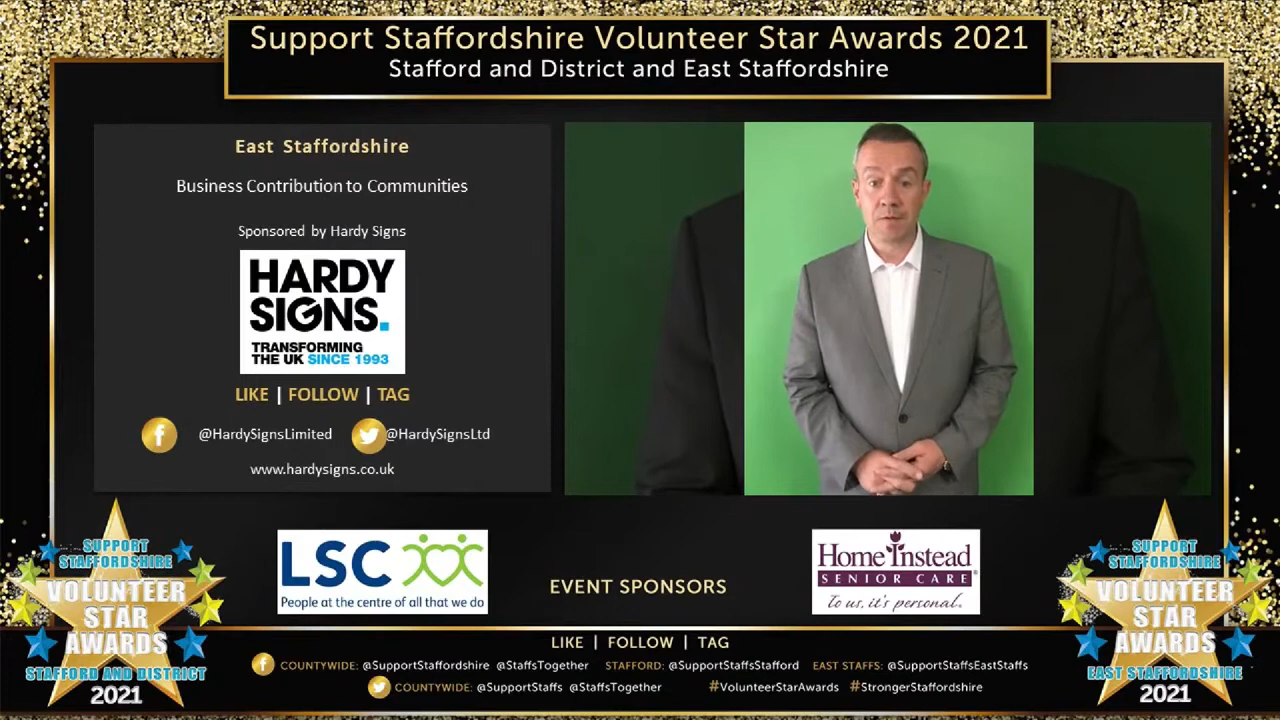 Support Staffordshire Volunteer Star Awards 2021
Stafford and District and East Staffordshire
East Staffordshire
Business Contribution to Communities
Sponsored by Hardy Signs
HARDY
SIGNS.
TRANSFORMING
THE UK SINCE 1993
LIKE | FOLLOW | TAG
@HardySignsLimited @HardySignsLtd
www.hardysigns.co.uk
LSC
People at the centre of all that we do
EVENT SPONSORS
Home Instead
SENIOR CARE®
To us, it's personal.
SUPPORT
STAFFORDSHIRE
VOLUNTEER
STAR
AWARDS
STAFFORD AND DISTRICT
2021
SUPPORT
STAFFORDSHIRE
VOLUNTEER
STAR
AWARDS
EAST STAFFORDSHIRE
2021
LIKE | FOLLOW | TAG
COUNTYWIDE: @SupportStaffordshire @StaffsTogether STAFFORD: @SupportStaffsStafford EAST STAFFS: @SupportStaffsEastStaffs
COUNTYWIDE: @SupportStaffs @StaffsTogether #VolunteerStarAwards #StrongerStaffordshire